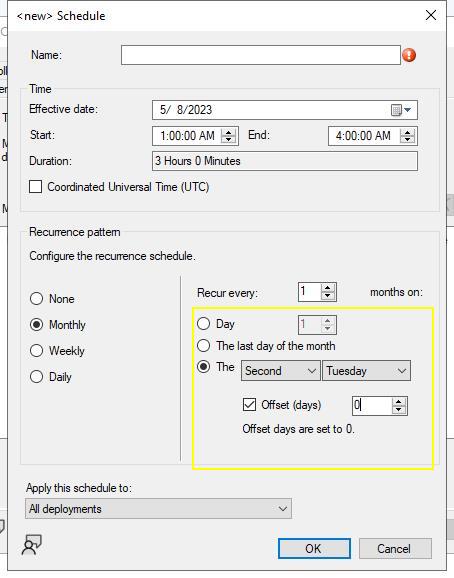 <new> Schedule
Name:
Time
Effective date: 5/ 8/2023
Start: 1:00:00 AM End: 4:00:00 AM
Duration: 3 Hours 0 Minutes
Coordinated Universal Time (UTC)
Recurrence pattern
Configure the recurrence schedule.
None
Monthly
Weekly
Daily
Recur every: 1 months on:
Day 1
The last day of the month
The Second Tuesday
Offset (days) 0
Offset days are set to 0.
Apply this schedule to:
All deployments
OK Cancel